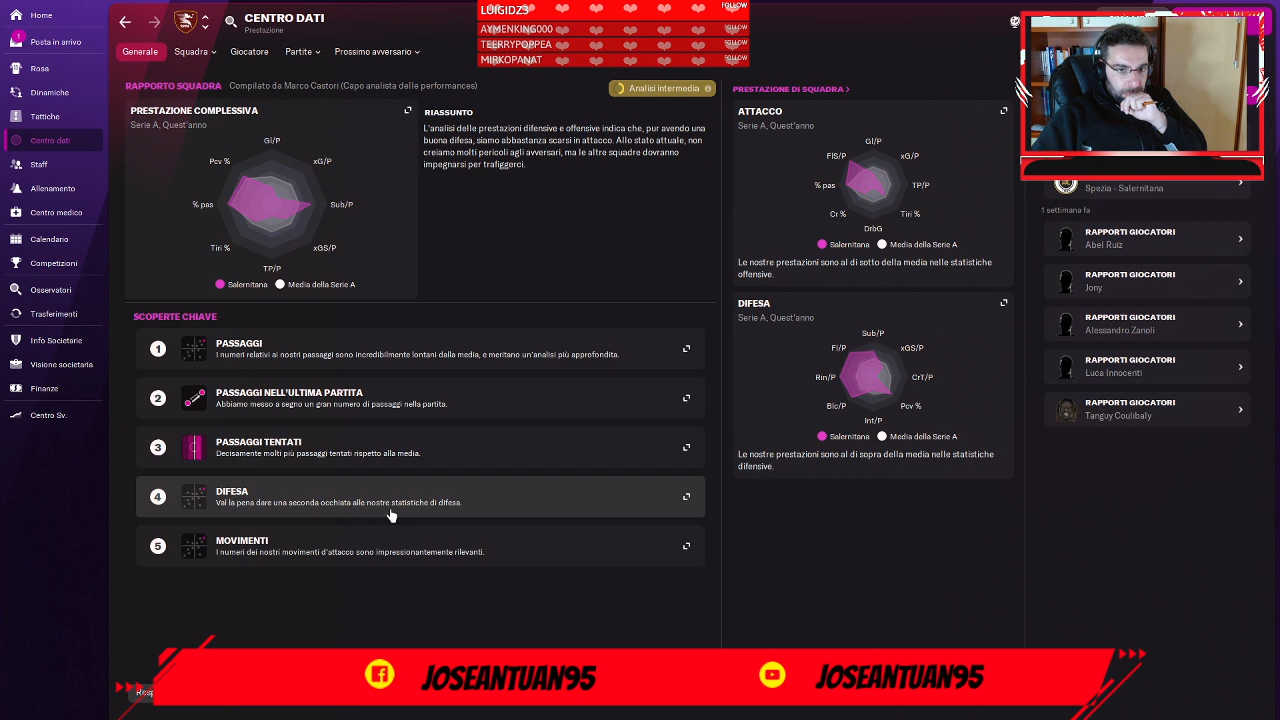 1
Home
Posta in arrivo
Rosa
Dinamiche
Tattiche
Centro dati
Staff
Allenamento
Centro medico
Calendario
Competizioni
Osservatori
Trasferimenti
Info Societarie
Visione societaria.
Finanze
Centro Sv.
CENTRO DATI
Prestazione
Generale
Squadra
Giocatore
Partite
Prossimo avversario
LUIGIDZ3
FOLLOW
AYMENKING000
FOLLOW
TEERRYPOPPEA
FOLLOW
MIRKOPANAT
FOLLOW
RAPPORTO SQUADRA
Compilato da Marco Castori (Capo analista delle performances)
Analisi intermedia
PRESTAZIONE COMPLESSIVA
Serie A, Quest'anno
Gl/P
xG/P
Sub/P
xGS/P
TP/P
Tiri %
% pas
Pcv %
Salernitana
Media della Serie A
RIASSUNTO
L'analisi delle prestazioni difensive e offensive indica che, pur avendo una
buona difesa, siamo abbastanza scarsi in attacco. Allo stato attuale, non
creiamo molti pericoli agli avversari, ma le altre squadre dovranno
impegnarsi per trafiggerci.
SCOPERTE CHIAVE
1
PASSAGGI
I numeri relativi ai nostri passaggi sono incredibilmente lontani dalla media, e meritano un'analisi più approfondita.
2
PASSAGGI NELL'ULTIMA PARTITA
Abbiamo messo a segno un gran numero di passaggi nella partita.
3
PASSAGGI TENTATI
Decisamente molti più passaggi tentati rispetto alla media.
4
DIFESA
Val la pena dare una seconda occhiata alle nostre statistiche di difesa.
5
MOVIMENTI
I numeri dei nostri movimenti d'attacco sono impressionantemente rilevanti.
PRESTAZIONE DI SQUADRA >
ATTACCO
Serie A, Quest'anno
Gl/P
xG/P
TP/P
Tiri %
DrbG
Cr %
% pas
FlS/P
Salernitana
Media della Serie A
Le nostre prestazioni sono al di sotto della media nelle statistiche
offensive.
DIFESA
Serie A, Quest'anno
Sub/P
xGS/P
CrT/P
Pcv %
Int/P
Blc/P
Rin/P
Fl/P
Salernitana
Media della Serie A
Le nostre prestazioni sono al di sopra della media nelle statistiche
difensive.
Spezia - Salernitana
1 settimana fa
RAPPORTI GIOCATORI
Abel Ruiz
RAPPORTI GIOCATORI
Jony
RAPPORTI GIOCATORI
Alessandro Zanoli
RAPPORTI GIOCATORI
Luca Innocenti
RAPPORTI GIOCATORI
Tanguy Coulibaly
JOSEANTUAN95
JOSEANTUAN95